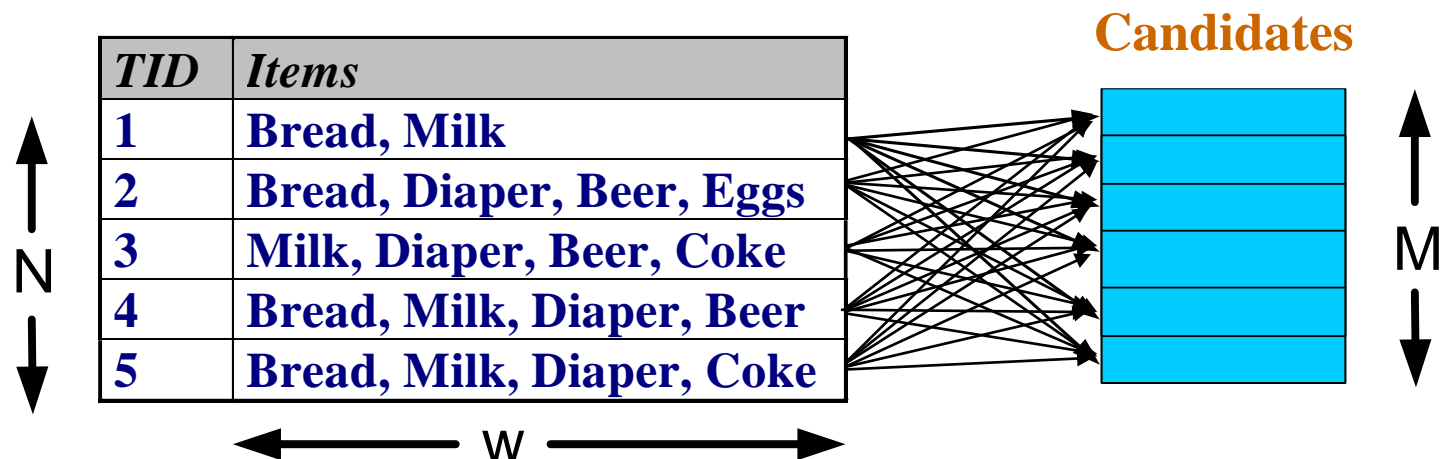 Candidates
TID Items
1 Bread, Milk
2 Bread, Diaper, Beer, Eggs
3 Milk, Diaper, Beer, Coke
4 Bread, Milk, Diaper, Beer
5 Bread, Milk, Diaper, Coke
N
M
w